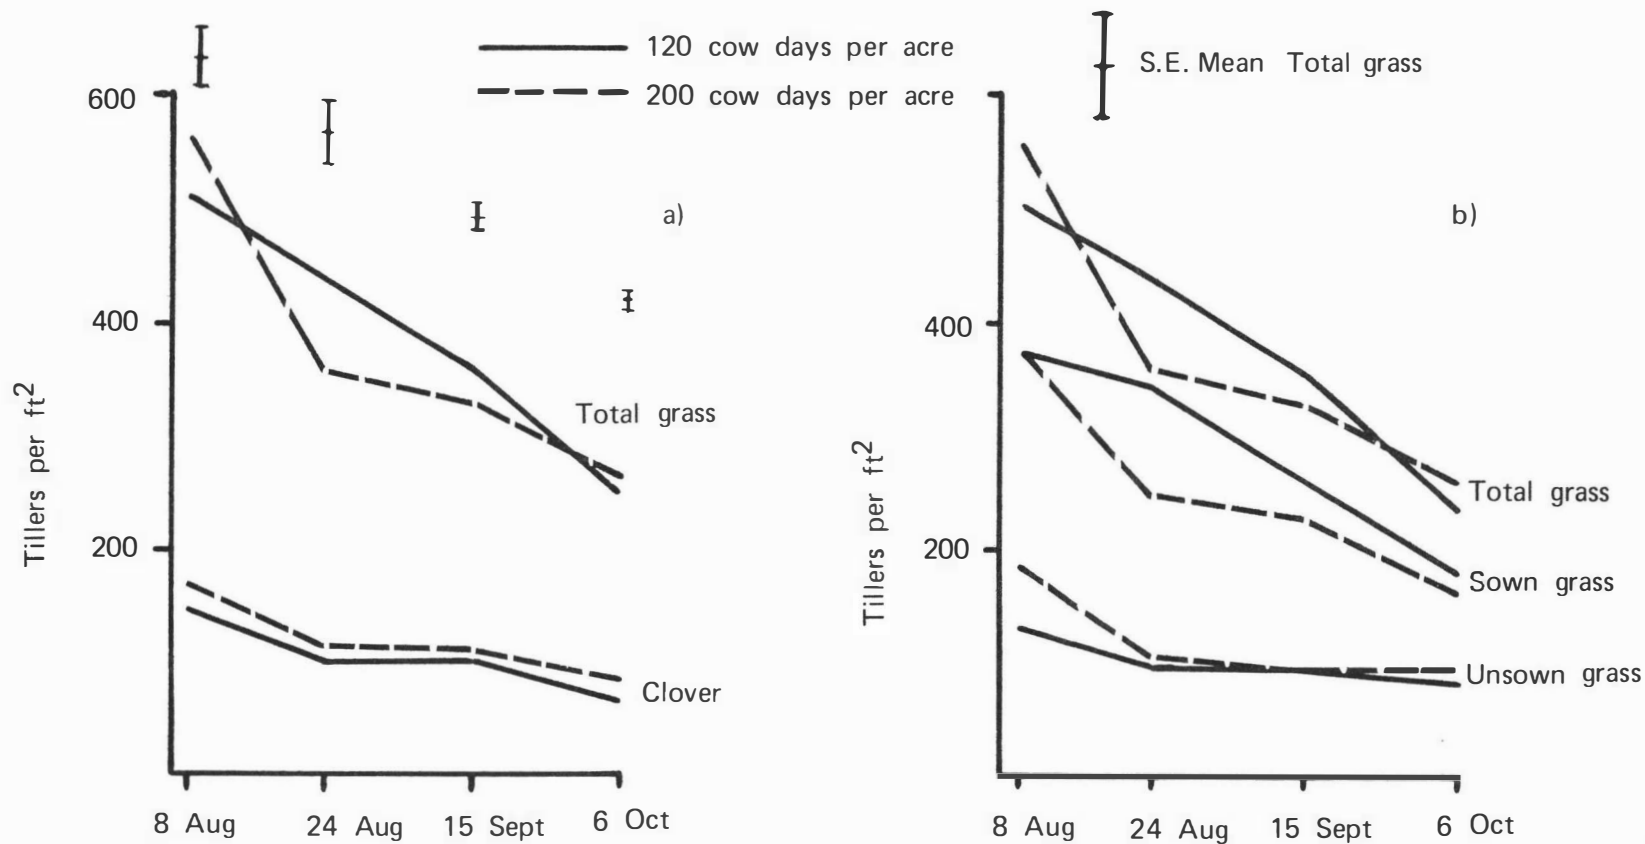 120 cow days per acre
200 cow days per acre
S.E. Mean Total grass
600
400
200
Tillers per ft2
a)
Total grass
Clover
8 Aug
24 Aug
15 Sept
6 Oct
400
200
Tillers per ft2
b)
Total grass
Sown grass
Unsown grass
8 Aug
24 Aug
15 Sept
6 Oct